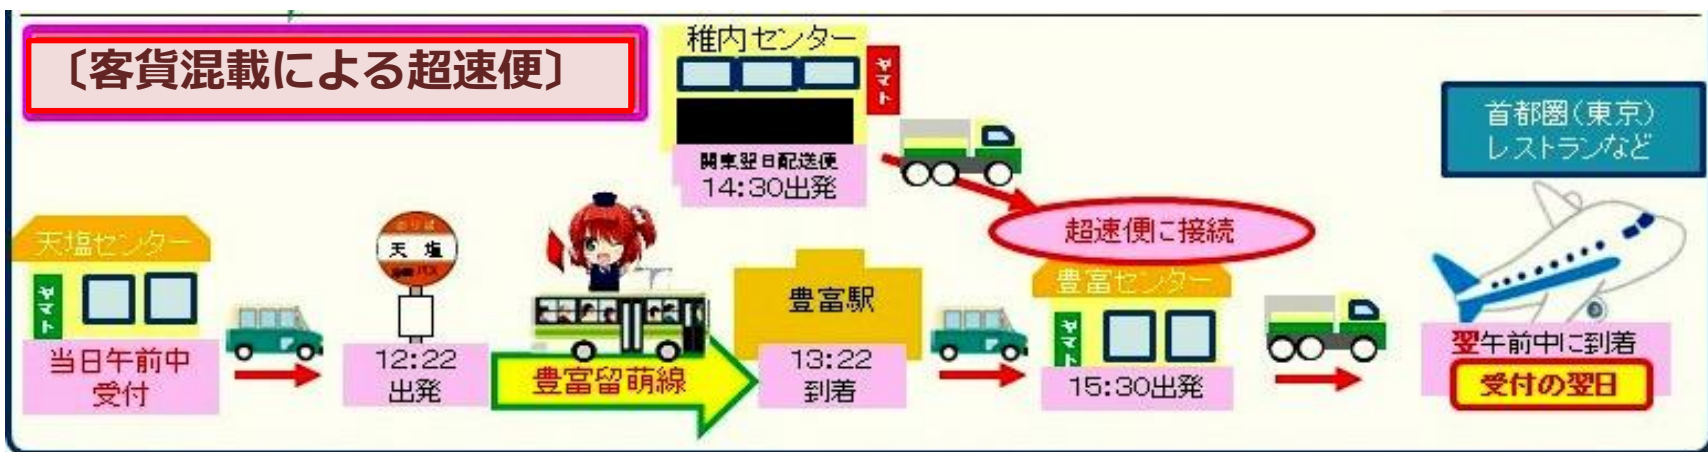 〔客貨混載による超速便〕
稚内センター
ヤマト
関東翌日配送便
14:30出発
首都圏(東京)
レストランなど
超速便に接続
天塩センター
ヤマト
当日午前中
受付
のりば
天塩
バス
12:22
出発
豊富留萌線
豊富駅
13:22
到着
豊富センター
ヤマト
15:30出発
翌午前中に到着
受付の翌日